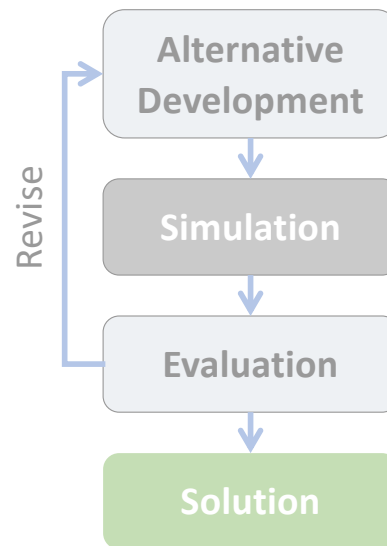 Alternative
Development
Simulation
Revise
Evaluation
Solution